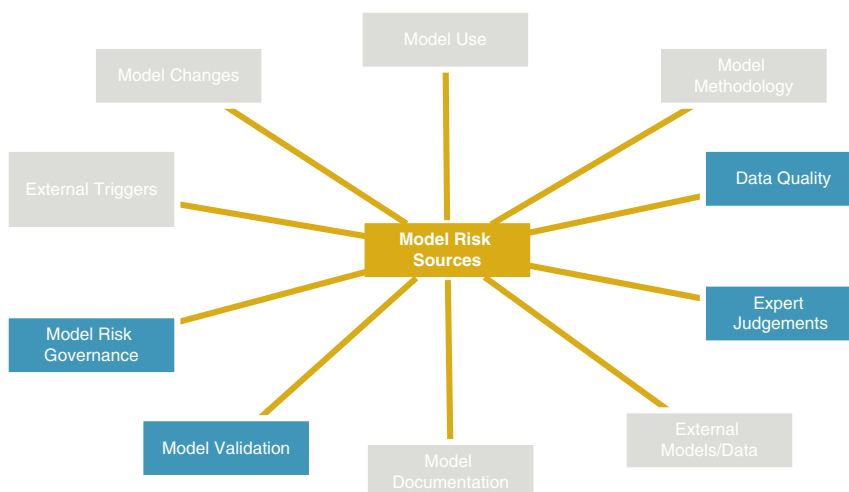 Model Use
Model Changes
Model
Methodology
External Triggers
Data Quality
Model Risk
Sources
Expert
Judgements
Model Risk
Governance
External
Models/Data
Model Validation
Model
Documentation